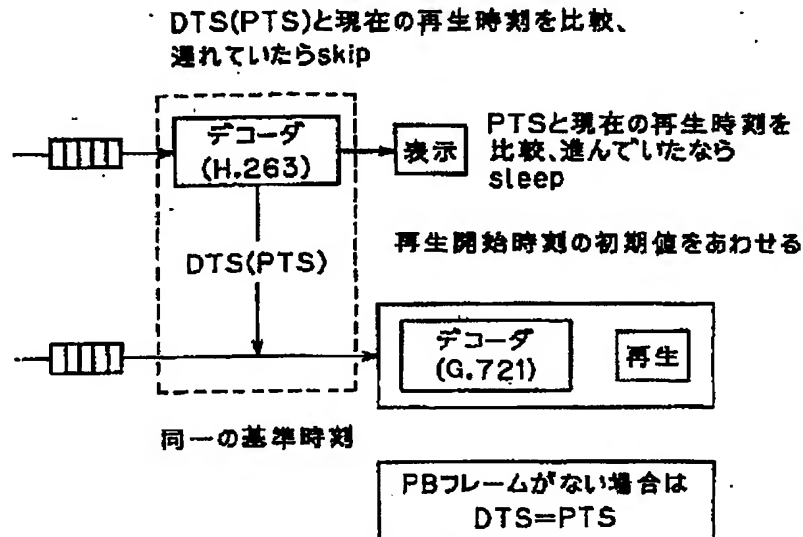 DTS(PTS)と現在の再生時刻を比較、
遅れていたらskip
デコーダ
(H.263)
表示
PTSと現在の再生時刻を
比較、進んでいたなら
sleep
DTS(PTS)
再生開始時刻の初期値をあわせる
デコーダ
(G.721)
再生
同一の基準時刻
PBフレームがない場合は
DTS=PTS